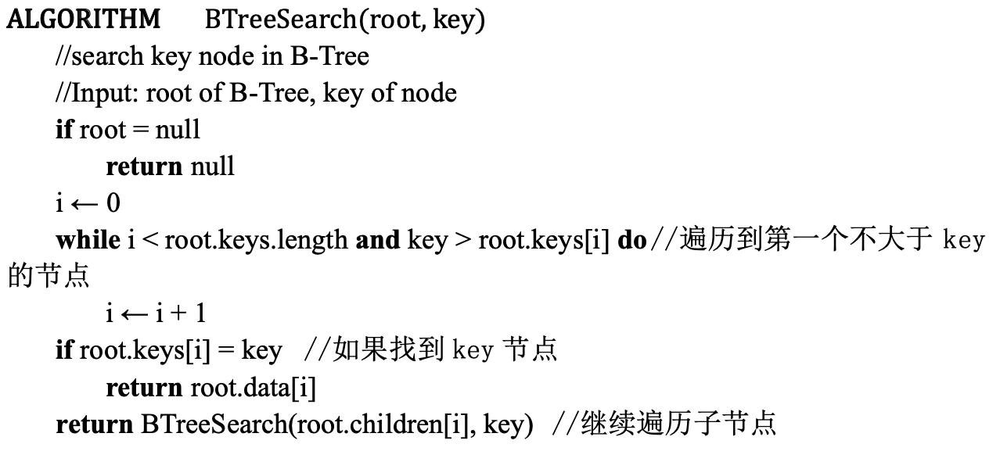 ALGORITHM BTreeSearch(root, key)
//search key node in B-Tree
//Input: root of B-Tree, key of node
if root = null
return null
i ← 0
while i < root.keys.length and key > root.keys[i] do //遍历到第一个不大于 key
的节点
i ← i + 1
if root.keys[i] = key //如果找到 key 节点
return root.data[i]
return BTreeSearch(root.children[i], key) //继续遍历子节点